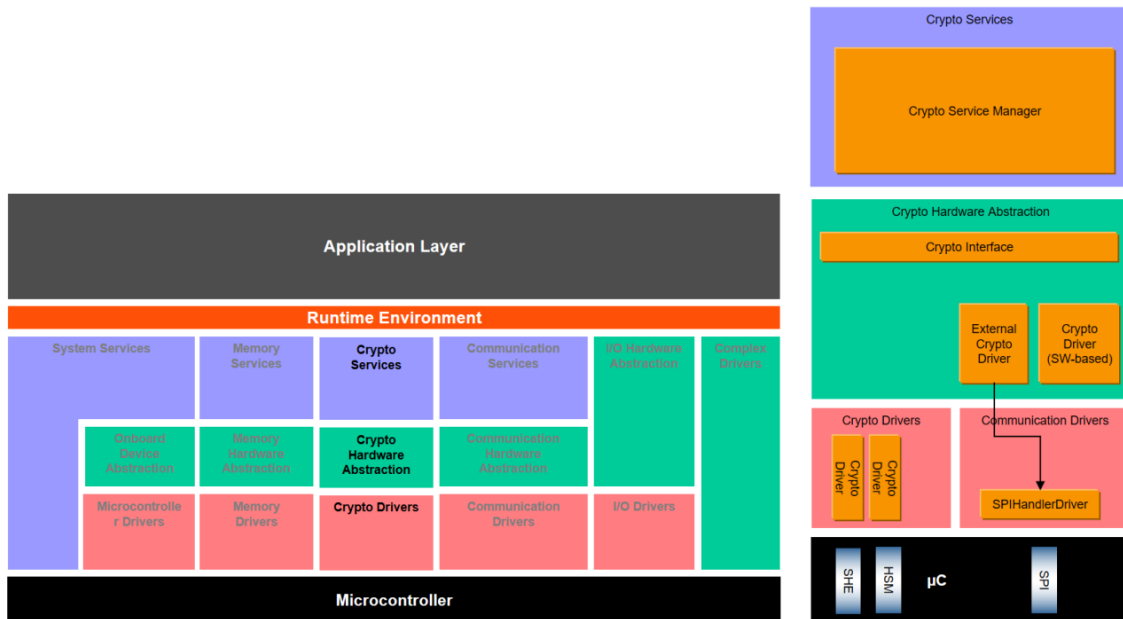 Application Layer
Runtime Environment
System Services
Memory
Services
Crypto
Services
Communication
Services
I/O Hardware
Abstraction
Complex
Drivers
Onboard
Device
Abstraction
Memory
Hardware
Abstraction
Crypto
Hardware
Abstraction
Communication
Hardware
Abstraction
Microcontrolle
r Drivers
Memory
Drivers
Crypto Drivers
Communication
Drivers
I/O Drivers
Microcontroller
Crypto Services
Crypto Service Manager
Crypto Hardware Abstraction
Crypto Interface
External
Crypto
Driver
Crypto
Driver
(SW-based)
Crypto Drivers
Crypto
Driver
Crypto
Driver
Communication Drivers
SPIHandlerDriver
SHE
HSM
µC
SPI